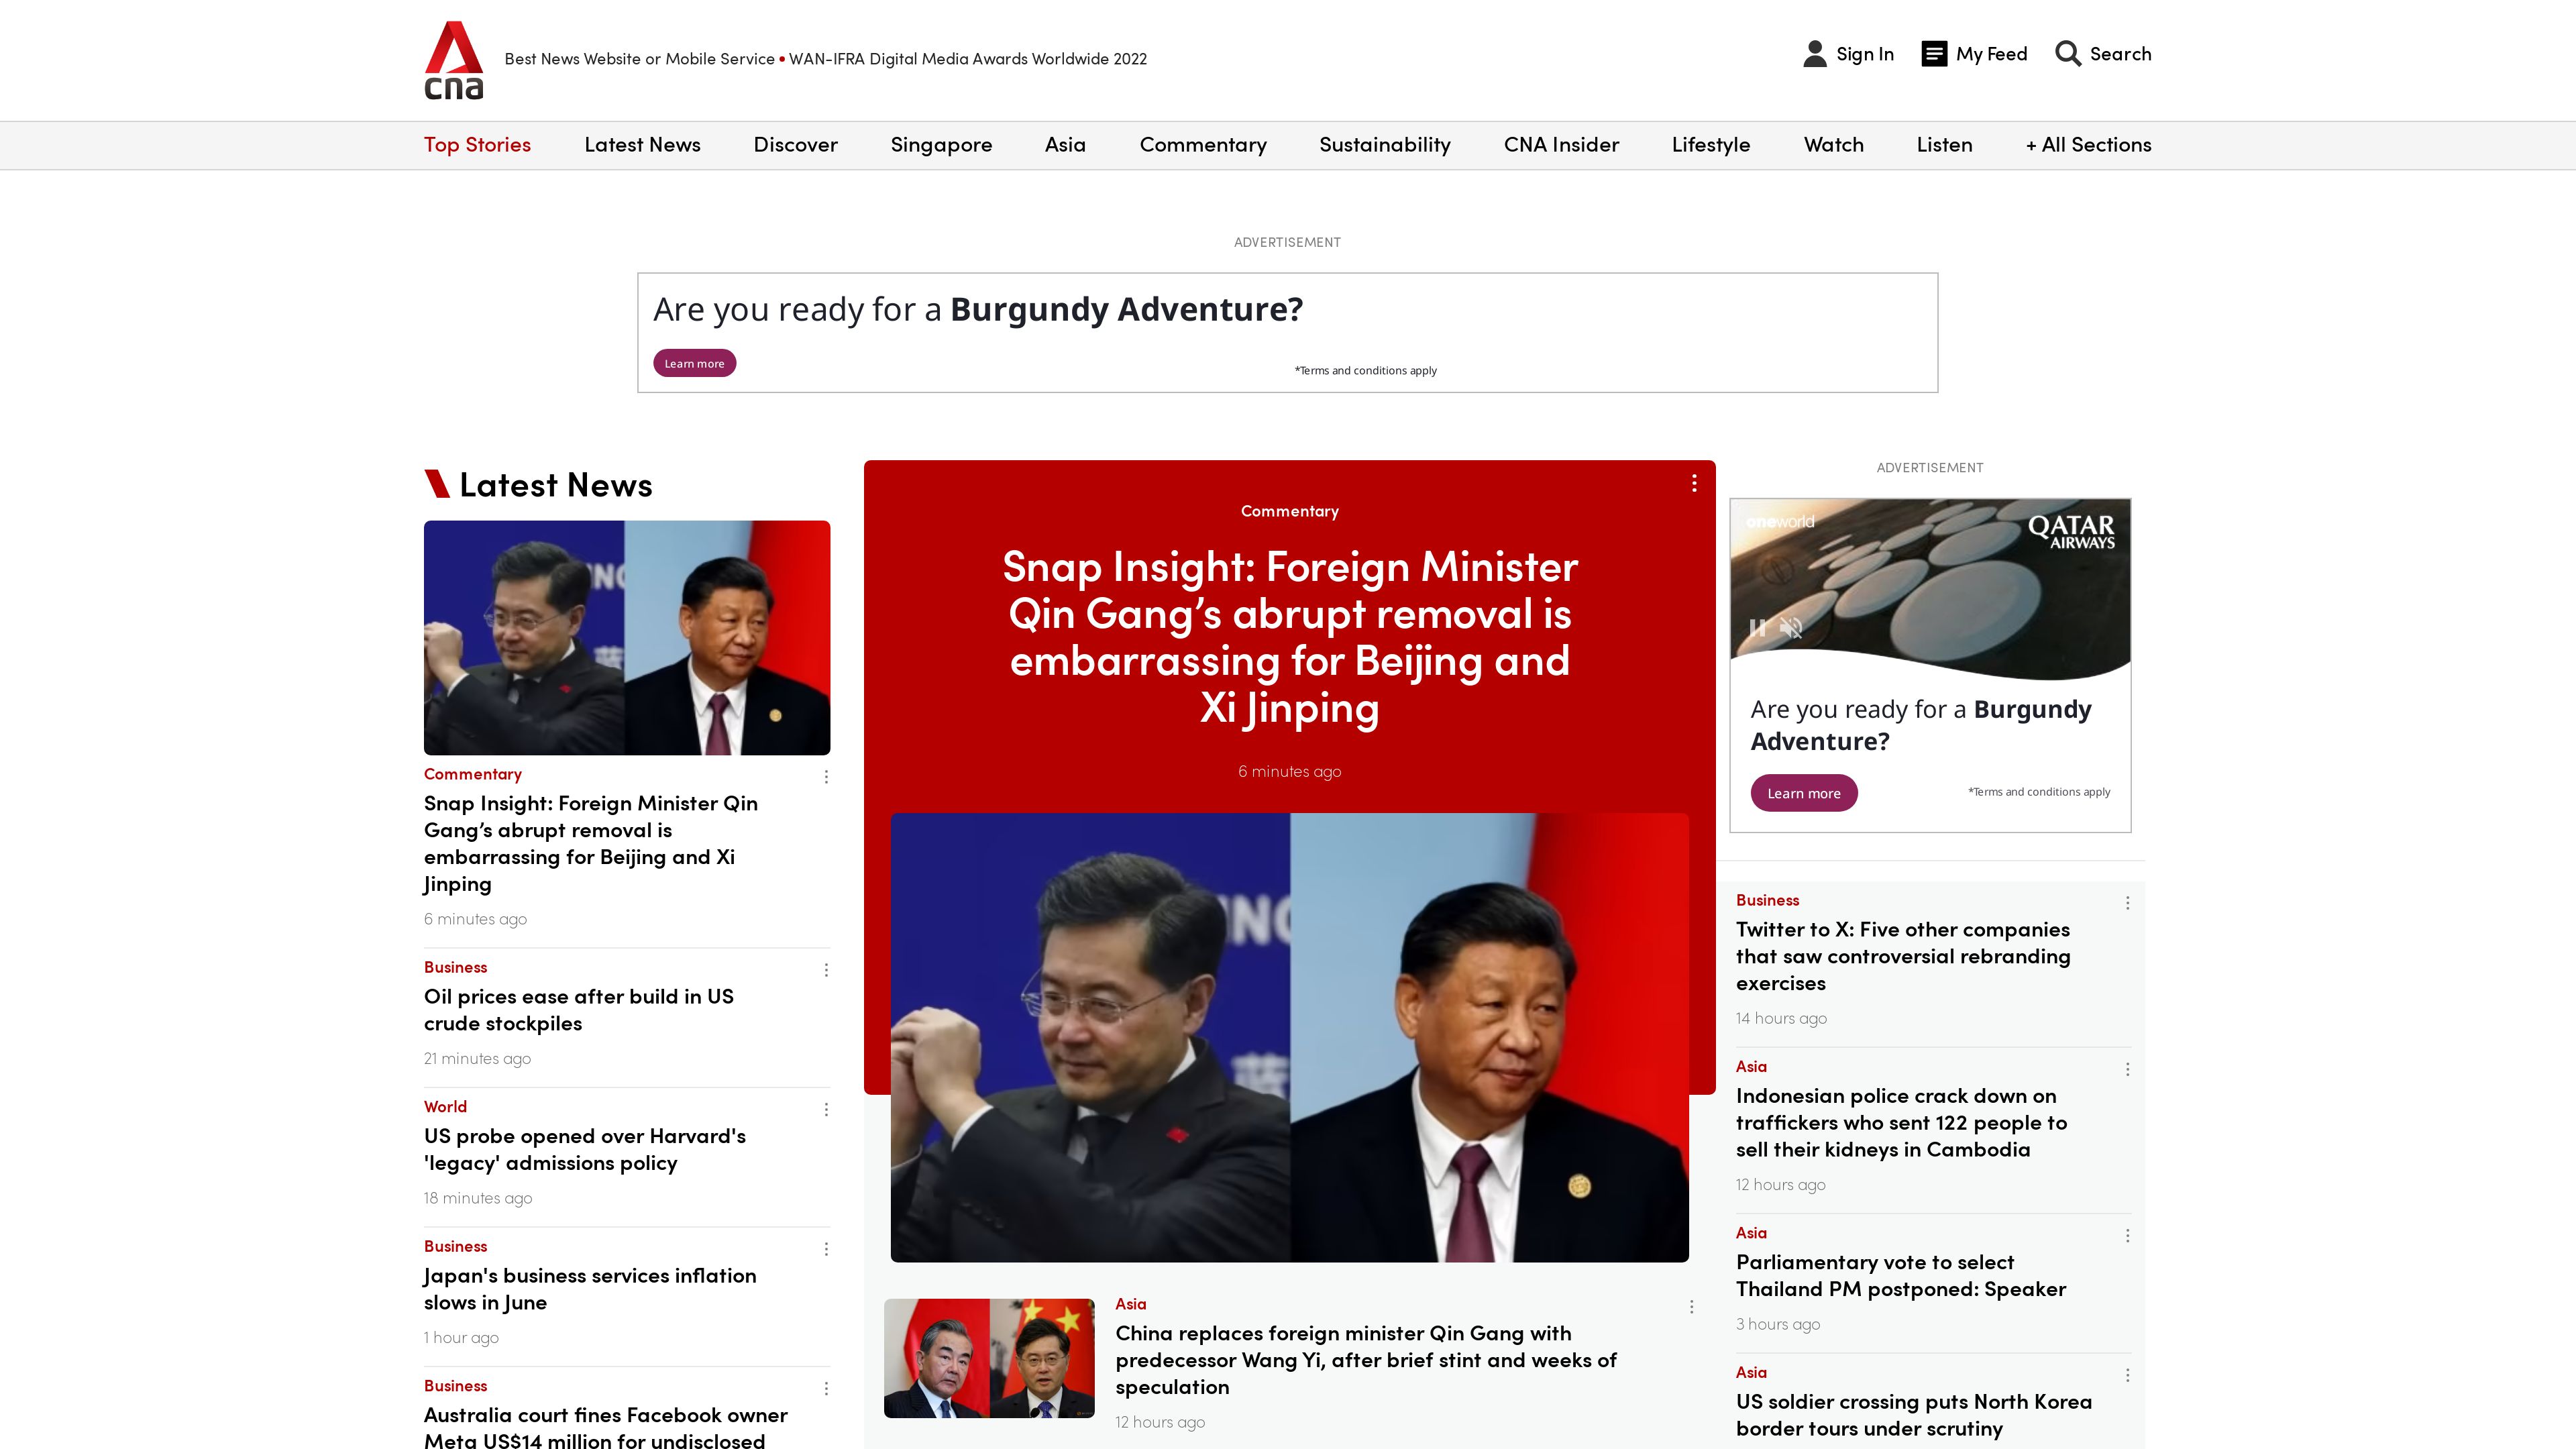 cna
Best News Website or Mobile Service • WAN-IFRA Digital Media Awards Worldwide 2022
Sign In
My Feed
Search
Top Stories
Latest News
Discover
Singapore
Asia
Commentary
Sustainability
CNA Insider
Lifestyle
Watch
Listen
+ All Sections
ADVERTISEMENT
Are you ready for a Burgundy Adventure?
Learn more
*Terms and conditions apply
Latest News
Commentary
Snap Insight: Foreign Minister Qin
Gang’s abrupt removal is
embarrassing for Beijing and Xi
Jinping
6 minutes ago
Business
Oil prices ease after build in US
crude stockpiles
21 minutes ago
World
US probe opened over Harvard's
'legacy' admissions policy
18 minutes ago
Business
Japan's business services inflation
slows in June
1 hour ago
Business
Australia court fines Facebook owner
Meta US$14 million for undisclosed
Commentary
Snap Insight: Foreign Minister
Qin Gang’s abrupt removal is
embarrassing for Beijing and
Xi Jinping
6 minutes ago
Asia
China replaces foreign minister Qin Gang with
predecessor Wang Yi, after brief stint and weeks of
speculation
12 hours ago
ADVERTISEMENT
oneworld
QATAR
AIRWAYS
Are you ready for a Burgundy
Adventure?
Learn more
*Terms and conditions apply
Business
Twitter to X: Five other companies
that saw controversial rebranding
exercises
14 hours ago
Asia
Indonesian police crack down on
traffickers who sent 122 people to
sell their kidneys in Cambodia
12 hours ago
Asia
Parliamentary vote to select
Thailand PM postponed: Speaker
3 hours ago
Asia
US soldier crossing puts North Korea
border tours under scrutiny